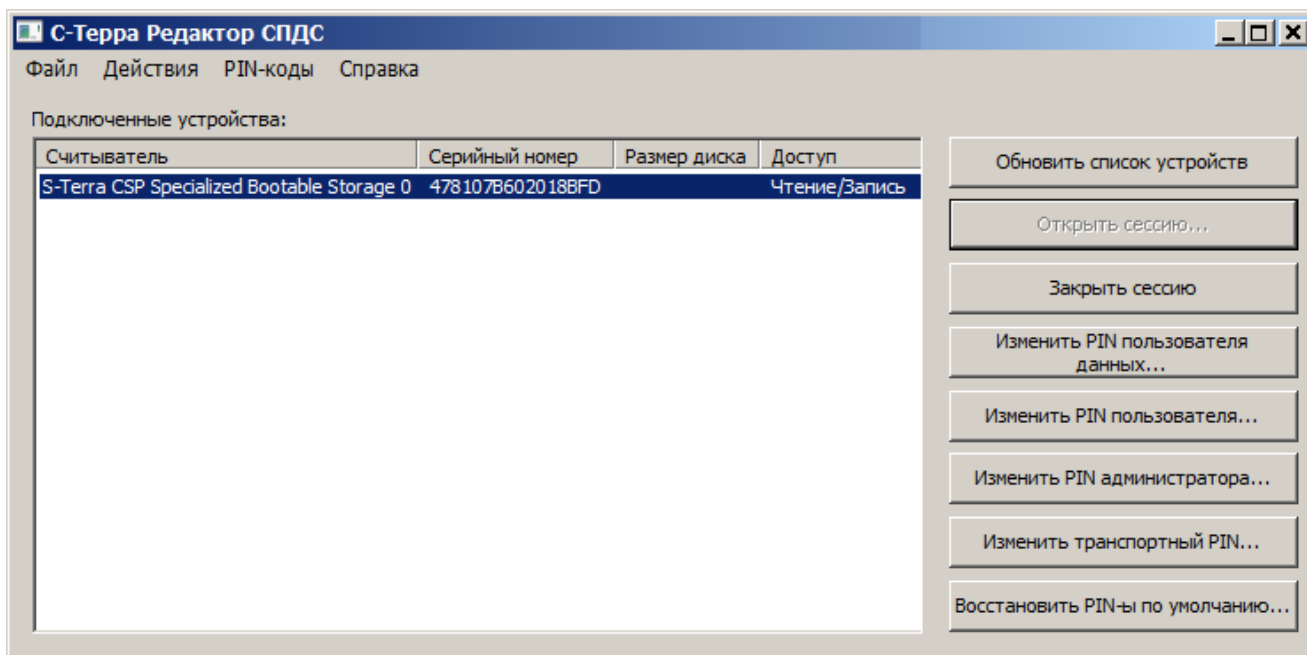 С-Терра Редактор СПДС
Файл Действия PIN-коды Справка
Подключенные устройства:
Считыватель Серийный номер Размер диска Доступ
S-Terra CSP Specialized Bootable Storage 0 478107B602018BFD Чтение/Запись
Обновить список устройств
Открыть сессию...
Закрыть сессию
Изменить PIN пользователя
данных...
Изменить PIN пользователя...
Изменить PIN администратора...
Изменить транспортный PIN...
Восстановить PIN-ы по умолчанию...